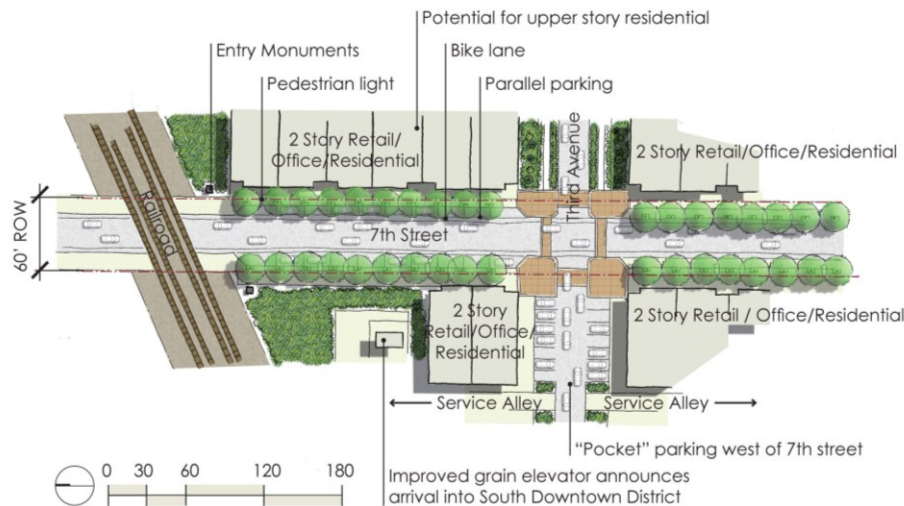 Potential for upper story residential
Entry Monuments
Bike lane
Pedestrian light
Parallel parking
2 Story Retail/
Office/Residential
Third Avenue
2 Story Retail/Office/Residential
Railroad
60' ROW
7th Street
2 Story
Retail/Office/
Residential
2 Story Retail / Office/Residential
Service Alley
Service Alley
"Pocket" parking west of 7th street
Improved grain elevator announces
arrival into South Downtown District
0 30 60 120 180